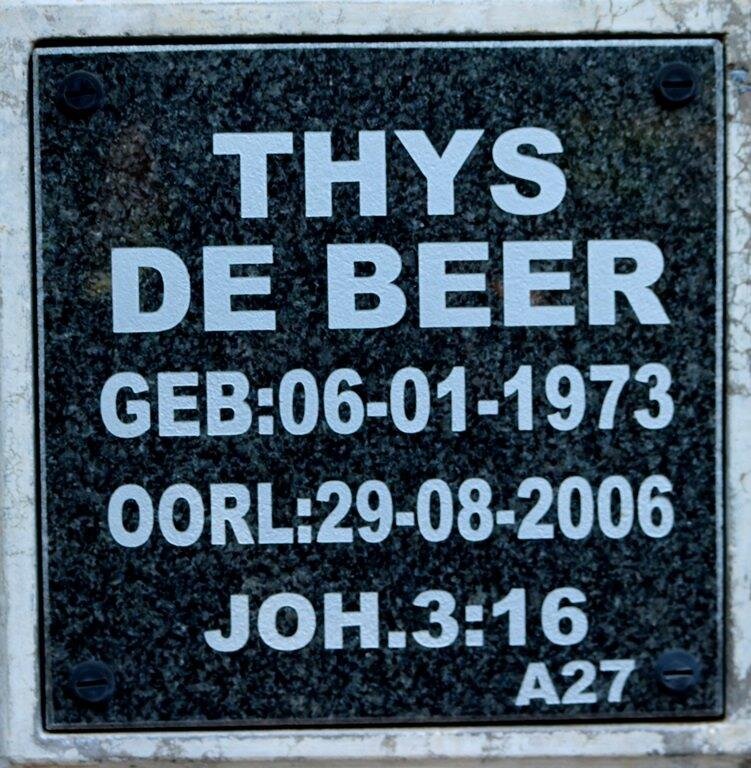 THYS
DE BEER
GEB:06-01-1973
OORL:29-08-2006
JOH.3:16
A27